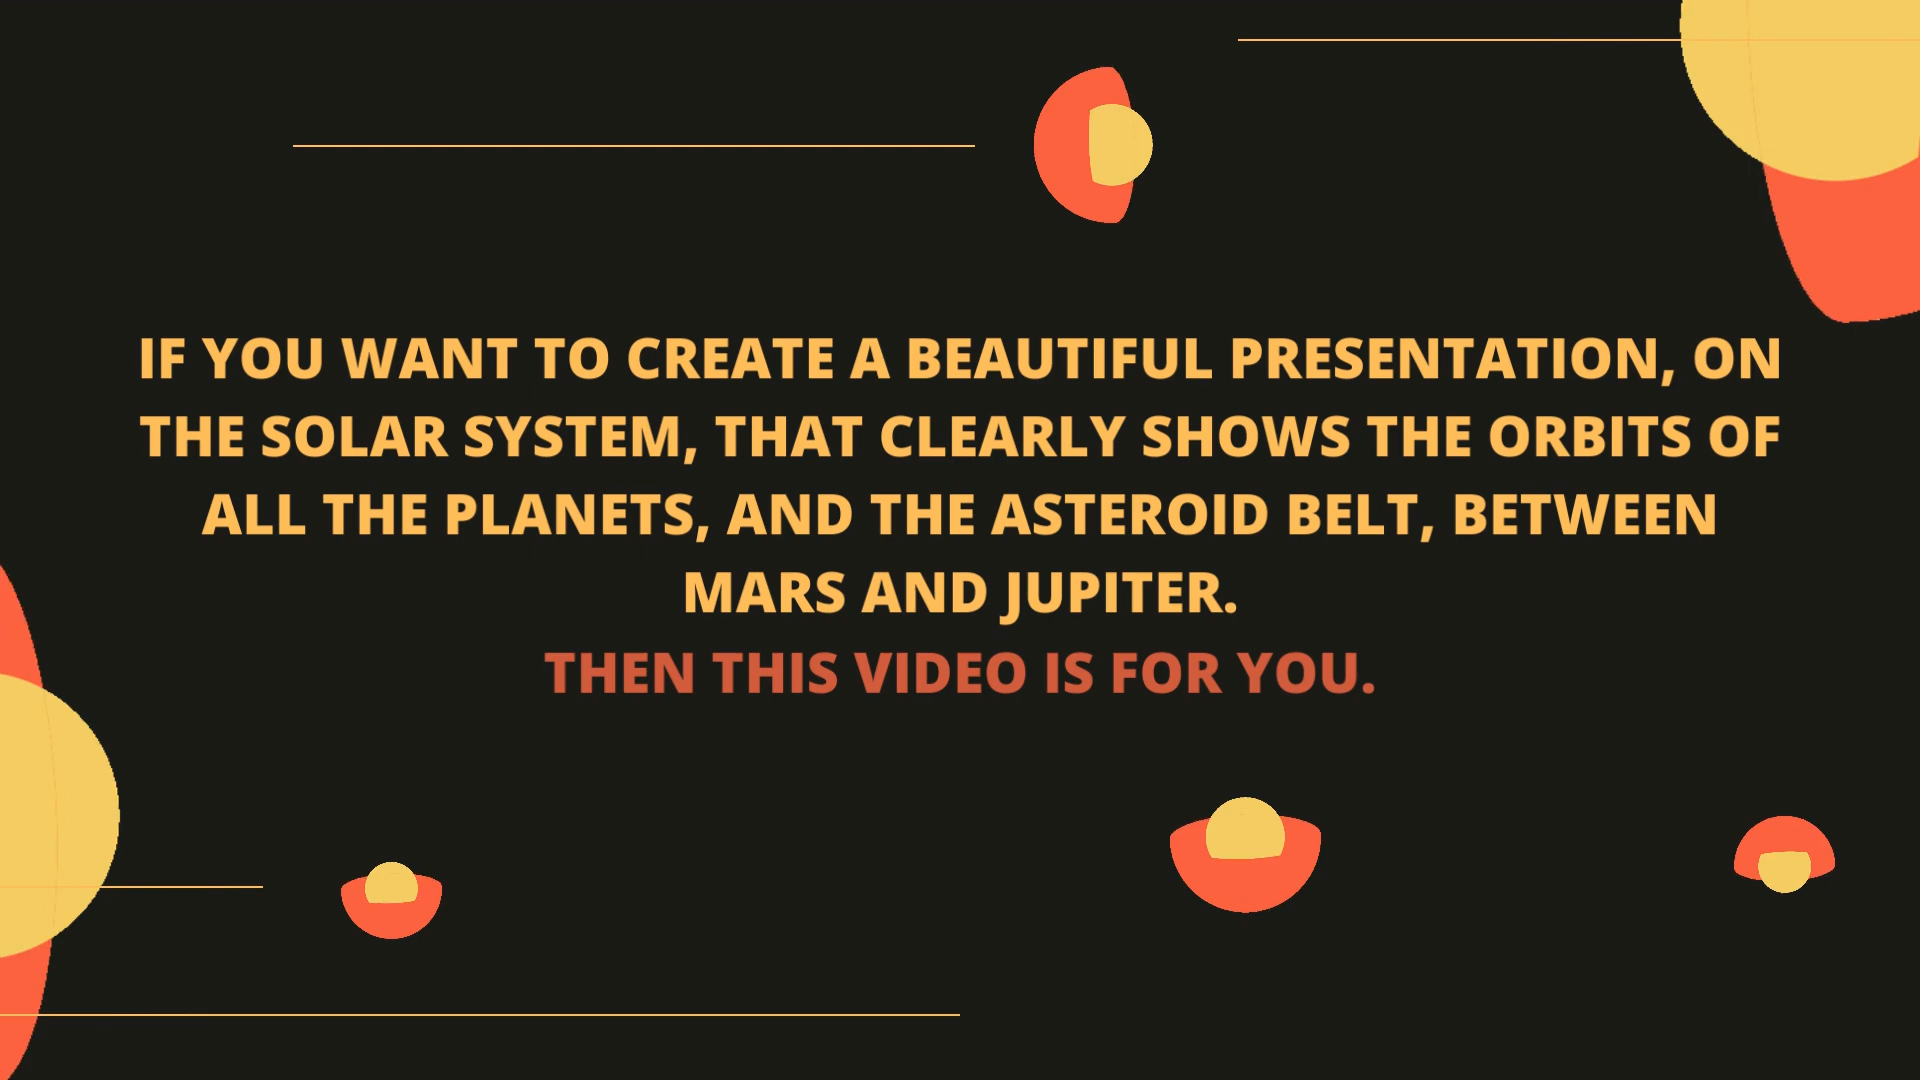 IF YOU WANT TO CREATE A BEAUTIFUL PRESENTATION, ON
THE SOLAR SYSTEM, THAT CLEARLY SHOWS THE ORBITS OF
ALL THE PLANETS, AND THE ASTEROID BELT, BETWEEN
MARS AND JUPITER.
THEN THIS VIDEO IS FOR YOU.